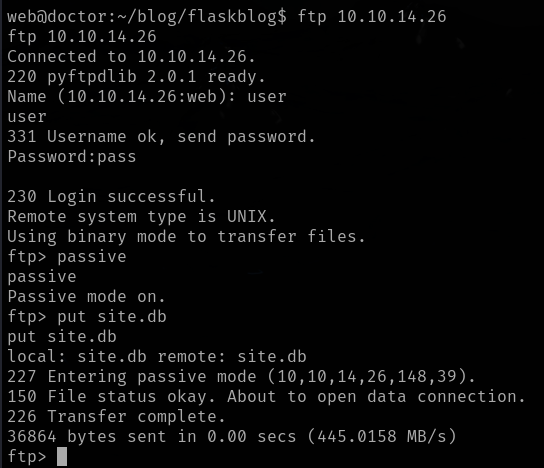 web@doctor:~/blog/flaskblog$ ftp 10.10.14.26
ftp 10.10.14.26
Connected to 10.10.14.26.
220 pyftpdlib 2.0.1 ready.
Name (10.10.14.26:web): user
user
331 Username ok, send password.
Password:pass
230 Login successful.
Remote system type is UNIX.
Using binary mode to transfer files.
ftp> passive
passive
Passive mode on.
ftp> put site.db
put site.db
local: site.db remote: site.db
227 Entering passive mode (10,10,14,26,148,39).
150 File status okay. About to open data connection.
226 Transfer complete.
36864 bytes sent in 0.00 secs (445.0158 MB/s)
ftp>